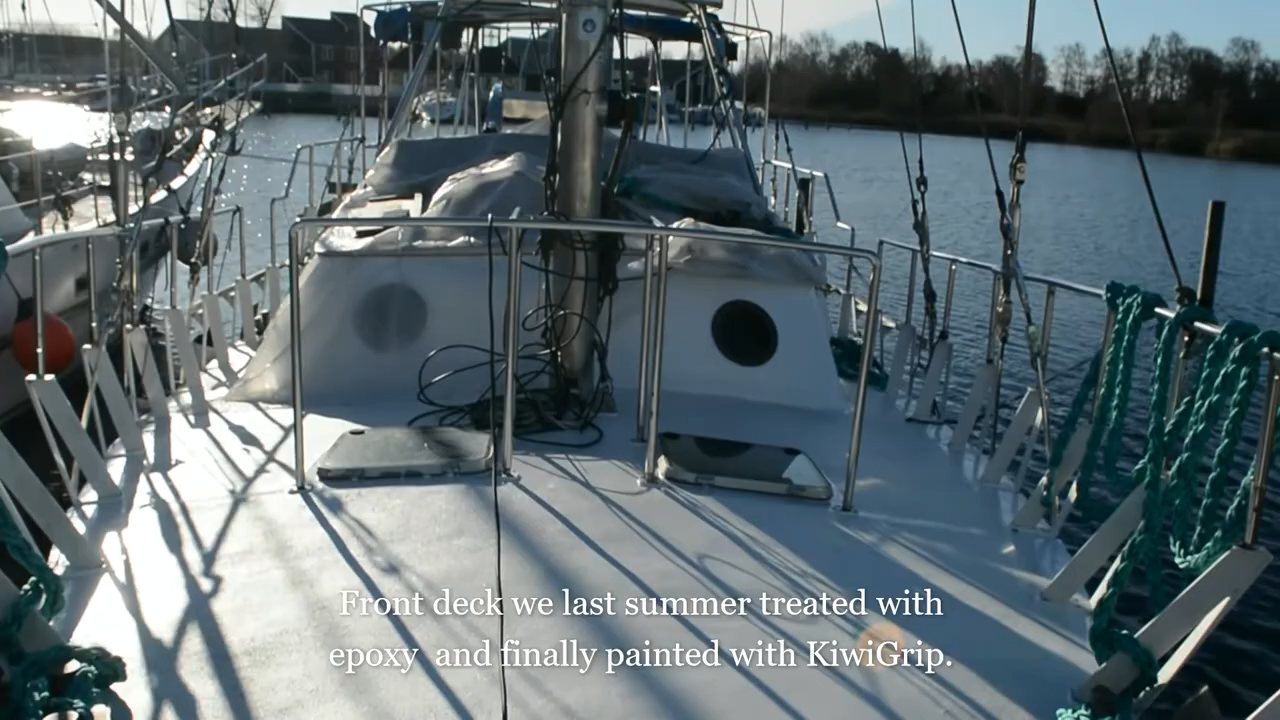 Front deck we last summer treated with
epoxy  and finally painted with KiwiGrip.